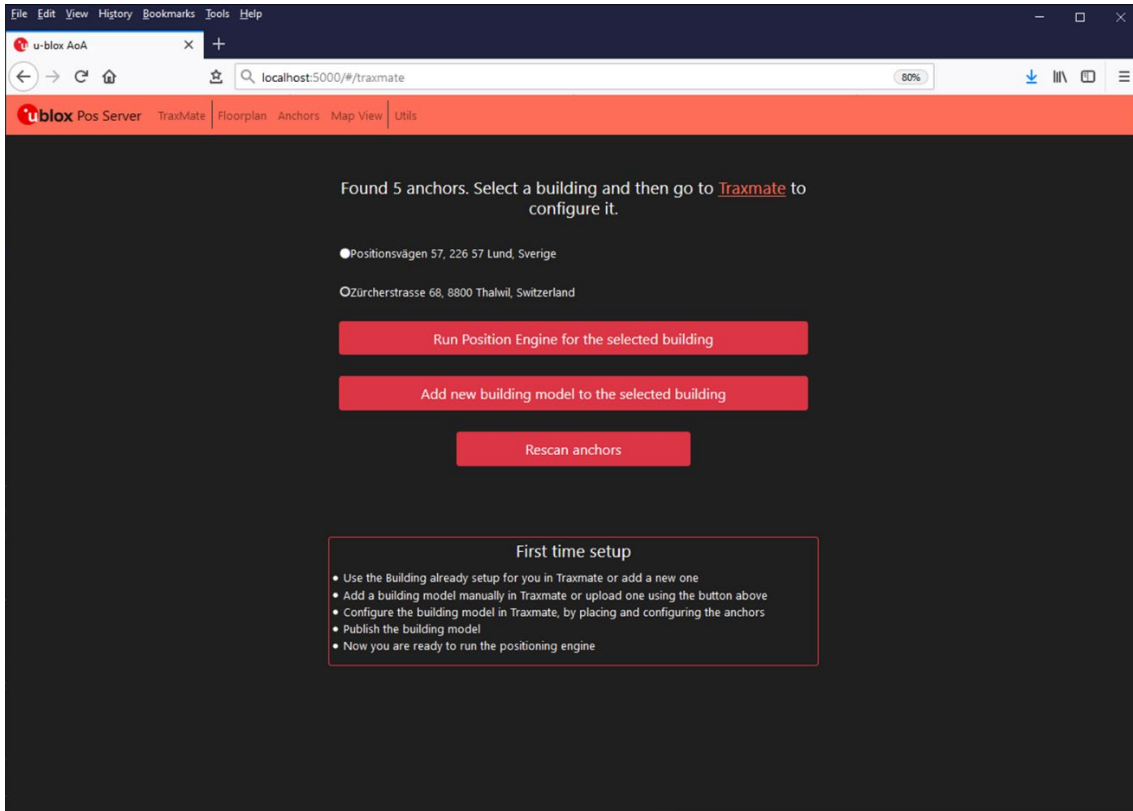 File Edit View History Bookmarks Tools Help
u-blox AoA
localhost:5000/#/traxmate
80%
ublox Pos Server TraxMate Floorplan Anchors Map View Utils
Found 5 anchors. Select a building and then go to Traxmate to
configure it.
Positionsvägen 57, 226 57 Lund, Sverige
Zürcherstrasse 68, 8800 Thalwil, Switzerland
Run Position Engine for the selected building
Add new building model to the selected building
Rescan anchors
First time setup
• Use the Building already setup for you in Traxmate or add a new one
• Add a building model manually in Traxmate or upload one using the button above
• Configure the building model in Traxmate, by placing and configuring the anchors
• Publish the building model
• Now you are ready to run the positioning engine